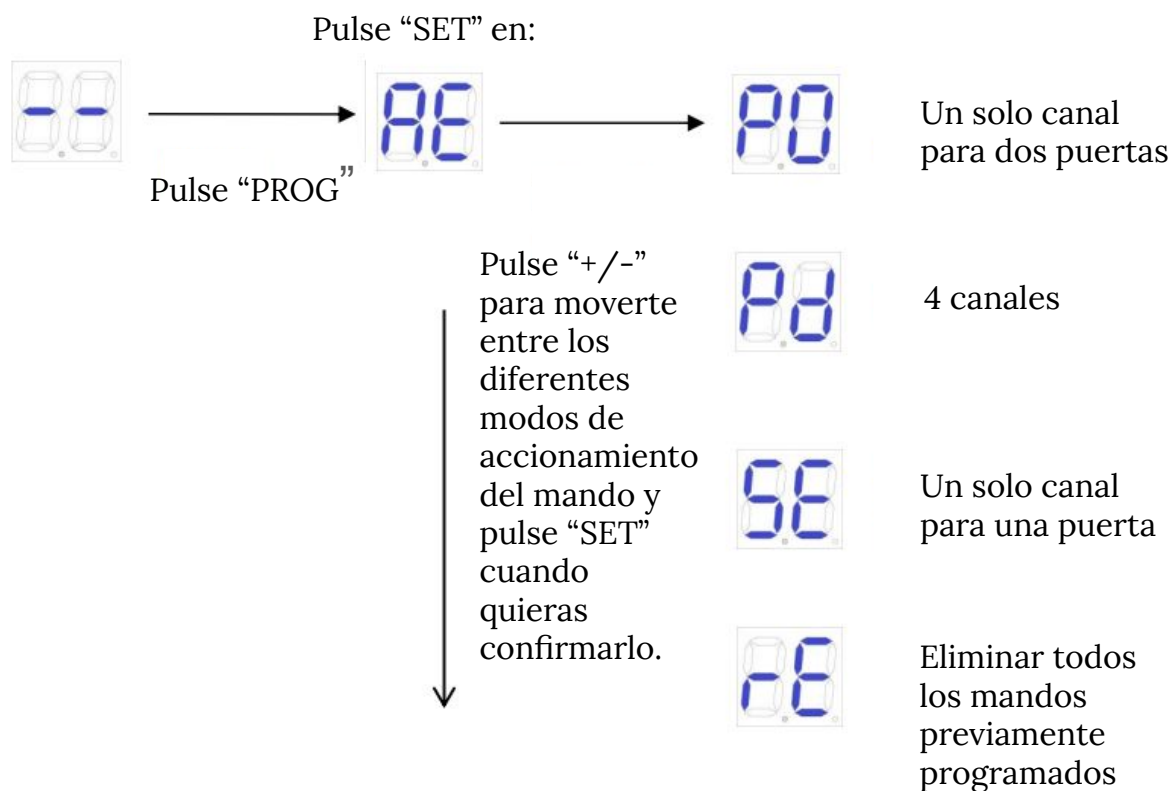 Pulse “SET” en:
- -
AE
PO
Un solo canal
para dos puertas
Pulse “PROG”
Pulse “+/-”
para moverte
entre los
diferentes
modos de
accionamiento
del mando y
pulse “SET”
cuando
quieras
confirmarlo.
Pd
4 canales
SE
Un solo canal
para una puerta
rE
Eliminar todos
los mandos
previamente
programados